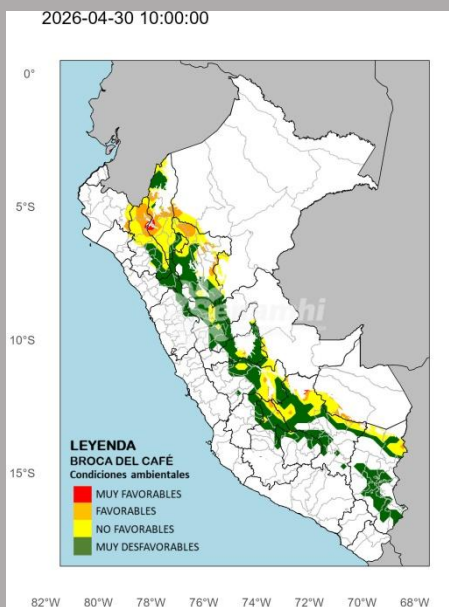 2026-04-30 10:00:00
0°
5°S
10°S
15°S
Senamhi
LEYENDA
BROCA DEL CAFÉ
Condiciones ambientales
MUY FAVORABLES
FAVORABLES
NO FAVORABLES
MUY DESFAVORABLES
82°W 80°W 78°W 76°W 74°W 72°W 70°W 68°W